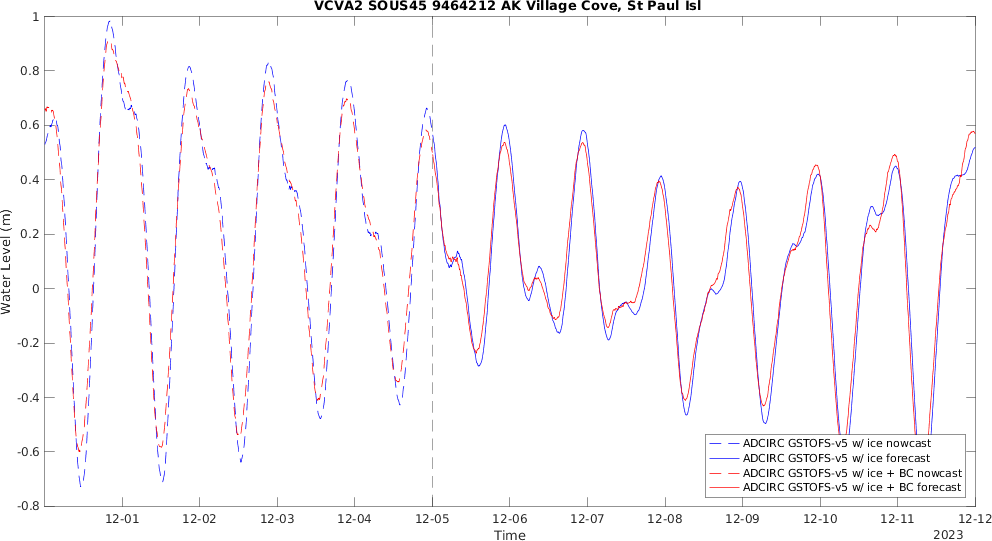 VCVA2 SOUS45 9464212 AK Village Cove, St Paul Isl
1
0.8
0.6
0.4
0.2
0
-0.2
-0.4
-0.6
-0.8
Water Level (m)
ADCIRC GSTOFS-v5 w/ ice nowcast
ADCIRC GSTOFS-v5 w/ ice forecast
ADCIRC GSTOFS-v5 w/ ice + BC nowcast
ADCIRC GSTOFS-v5 w/ ice + BC forecast
12-01 12-02 12-03 12-04 12-05 12-06 12-07 12-08 12-09 12-10 12-11 12-12
Time
2023